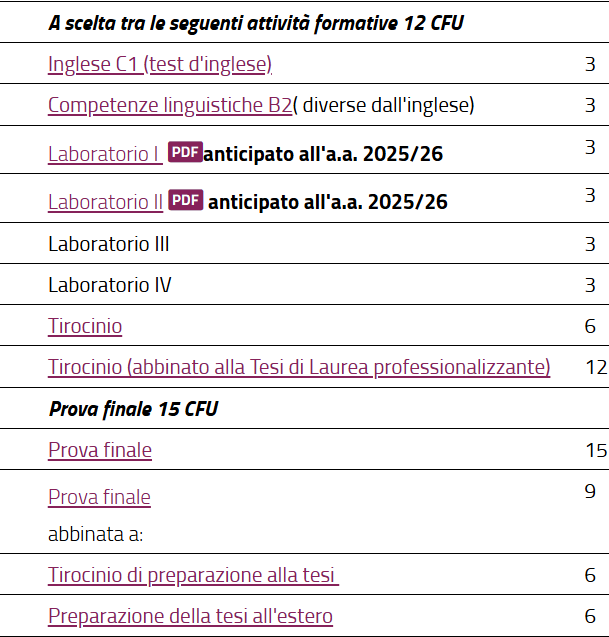 A scelta tra le seguenti attività formative 12 CFU
Inglese C1 (test d'inglese) 3
Competenze linguistiche B2( diverse dall'inglese) 3
Laboratorio I PDF anticipato all'a.a. 2025/26 3
Laboratorio II PDF anticipato all'a.a. 2025/26 3
Laboratorio III 3
Laboratorio IV 3
Tirocinio 6
Tirocinio (abbinato alla Tesi di Laurea professionalizzante) 12
Prova finale 15 CFU
Prova finale 15
Prova finale 9
abbinata a:
Tirocinio di preparazione alla tesi 6
Preparazione della tesi all'estero 6